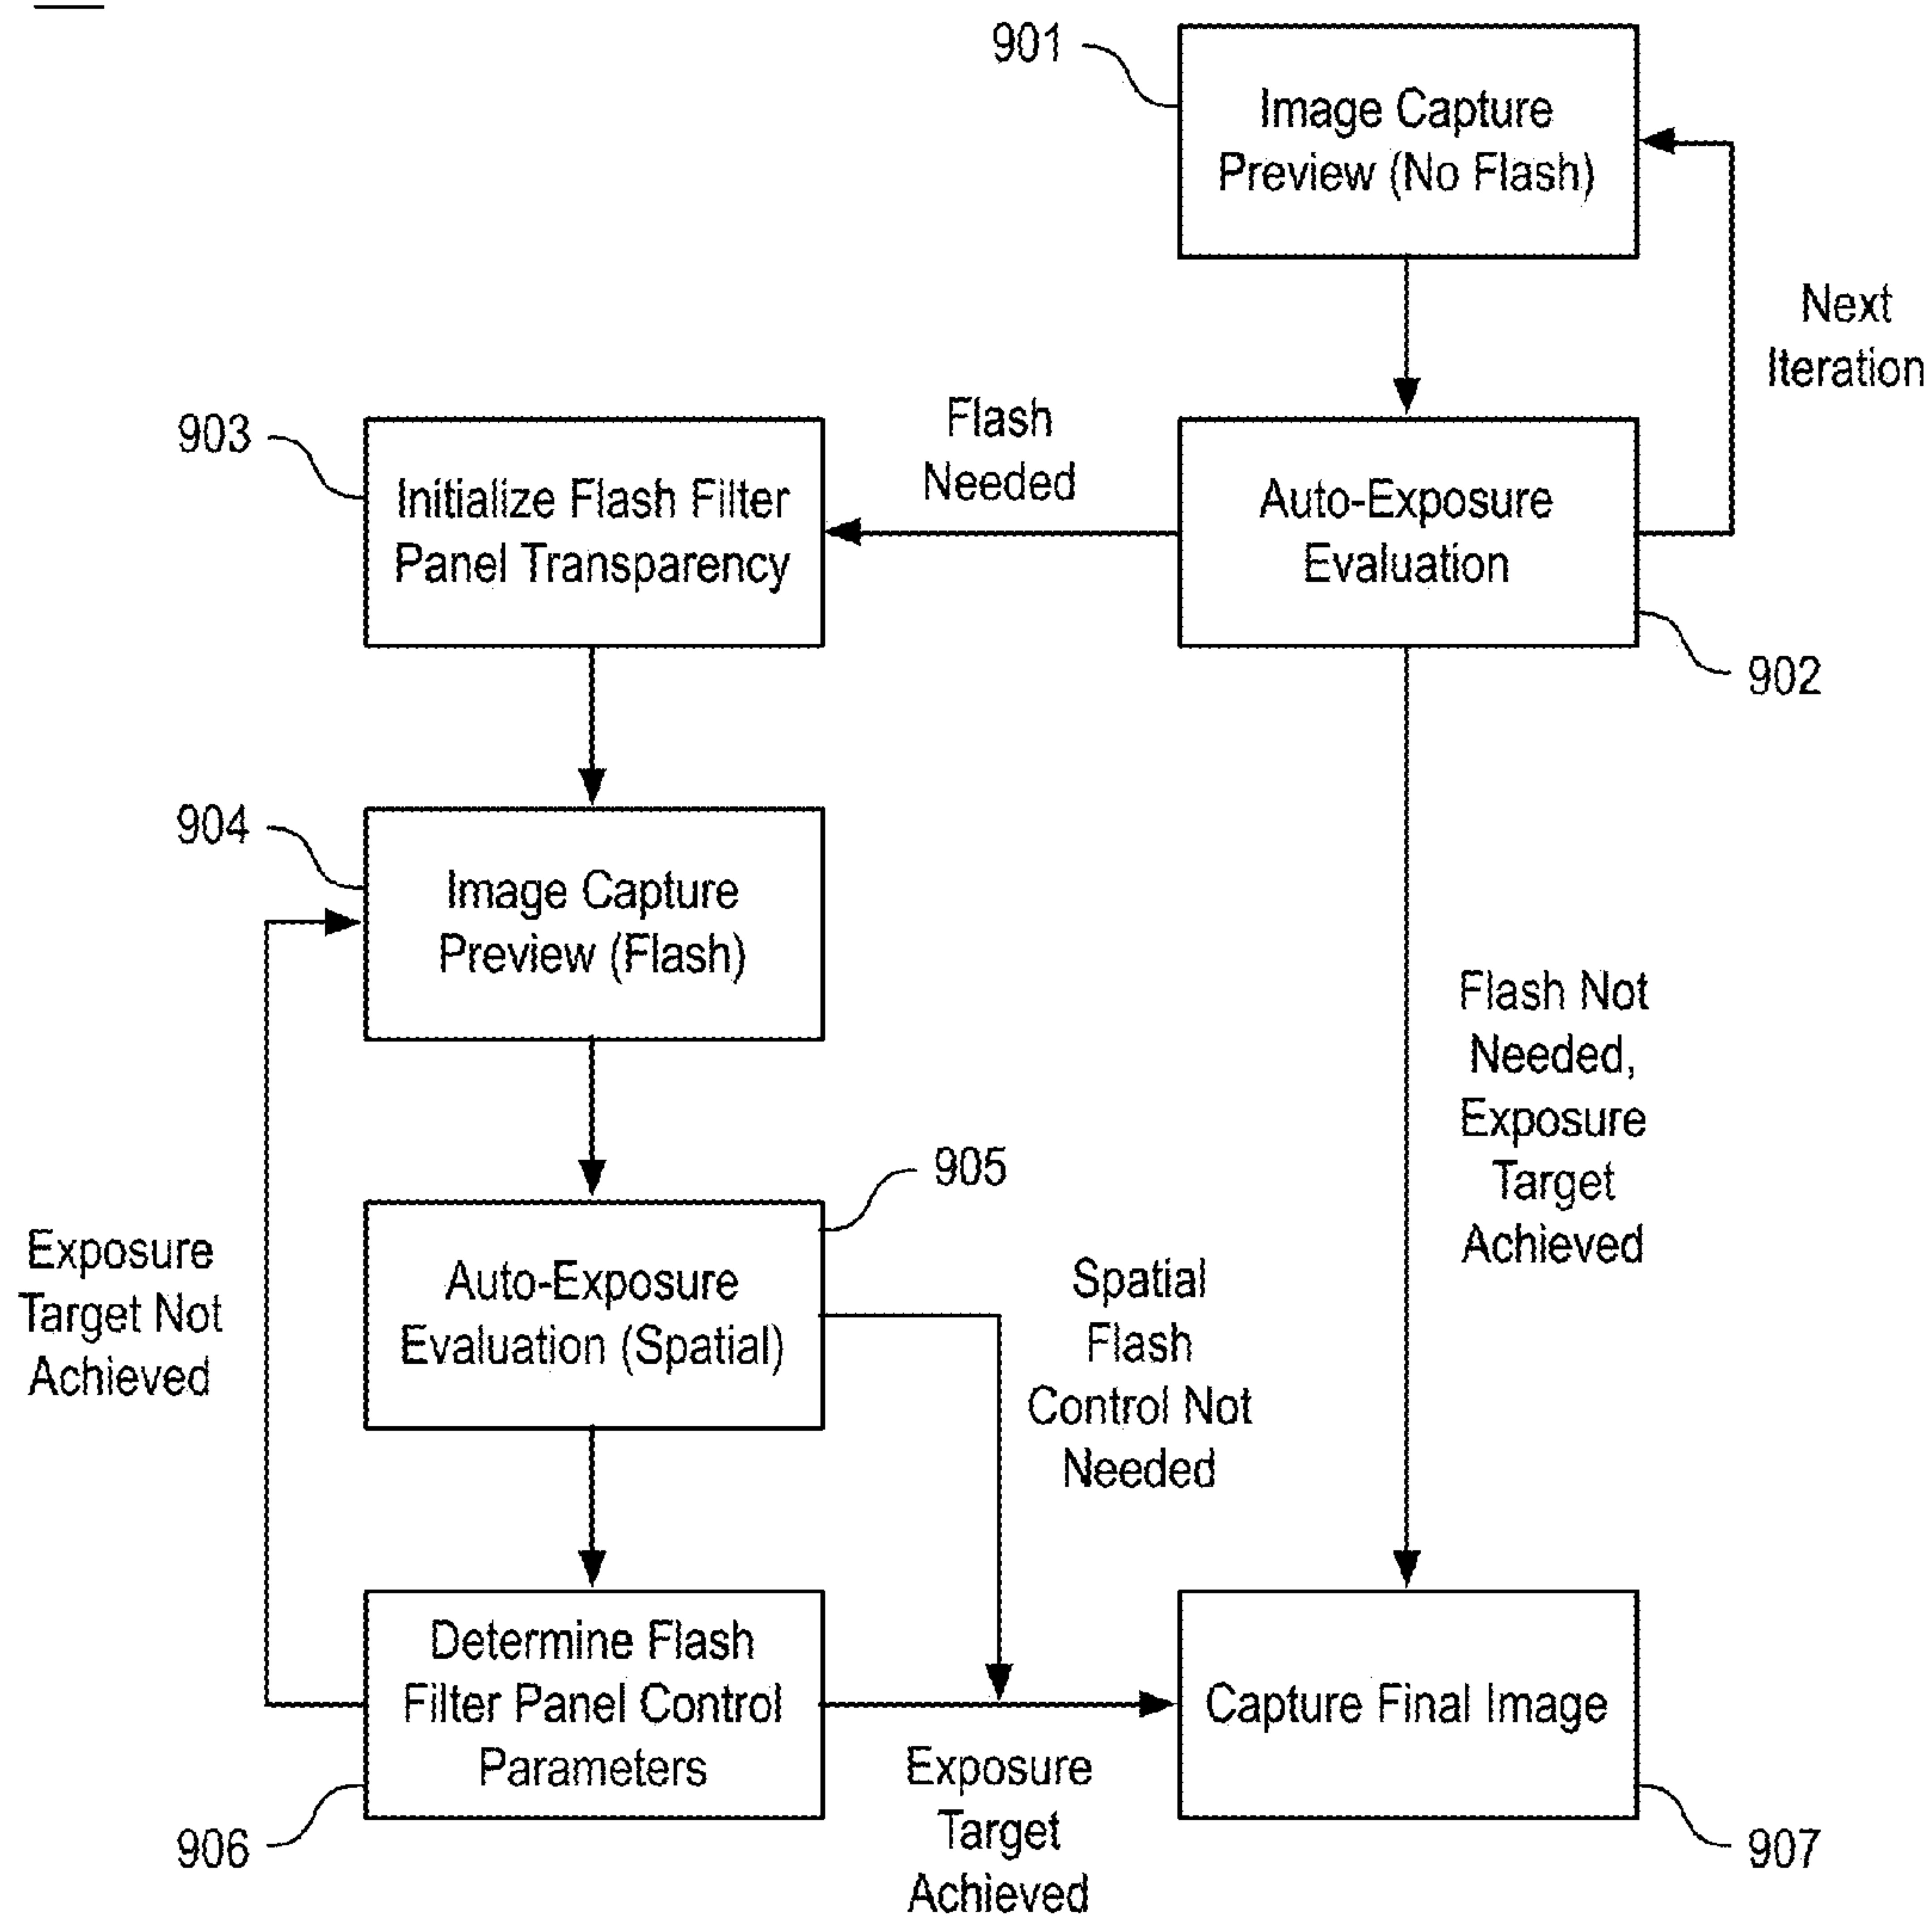 901
Image Capture
Preview (No Flash)
Next
Iteration
903
Initialize Flash Filter
Panel Transparency
Flash
Needed
Auto-Exposure
Evaluation
902
904
Image Capture
Preview (Flash)
Flash Not
Needed,
Exposure
Target
Achieved
905
Exposure
Target Not
Achieved
Auto-Exposure
Evaluation (Spatial)
Spatial
Flash
Control Not
Needed
Determine Flash
Filter Panel Control
Parameters
906
Exposure
Target
Achieved
Capture Final Image
907